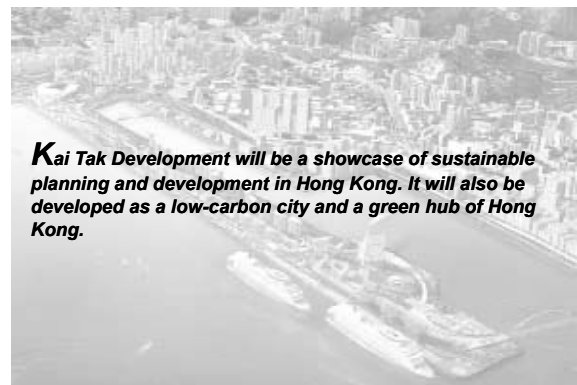 Kai Tak Development will be a showcase of sustainable
planning and development in Hong Kong. It will also be
developed as a low-carbon city and a green hub of Hong
Kong.